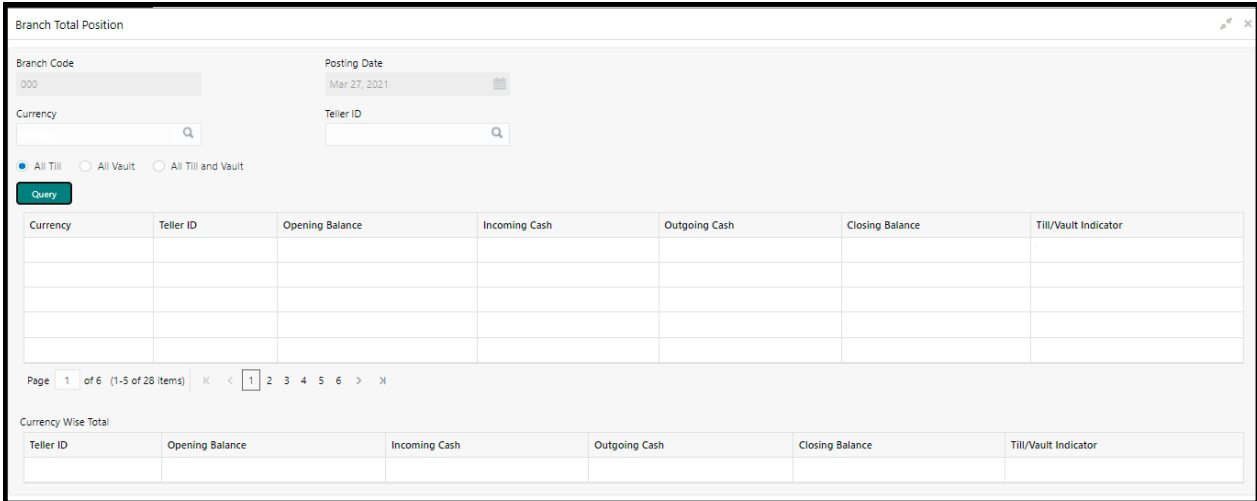 Branch Total Position
Branch Code Posting Date
000 Mar 27, 2021
Currency Teller ID
All Till All Vault All Till and Vault
Query
Currency Teller ID Opening Balance Incoming Cash Outgoing Cash Closing Balance Till/Vault Indicator
Page 1 of 6 (1-5 of 28 items) 1 2 3 4 5 6
Currency Wise Total
Teller ID Opening Balance Incoming Cash Outgoing Cash Closing Balance Till/Vault Indicator